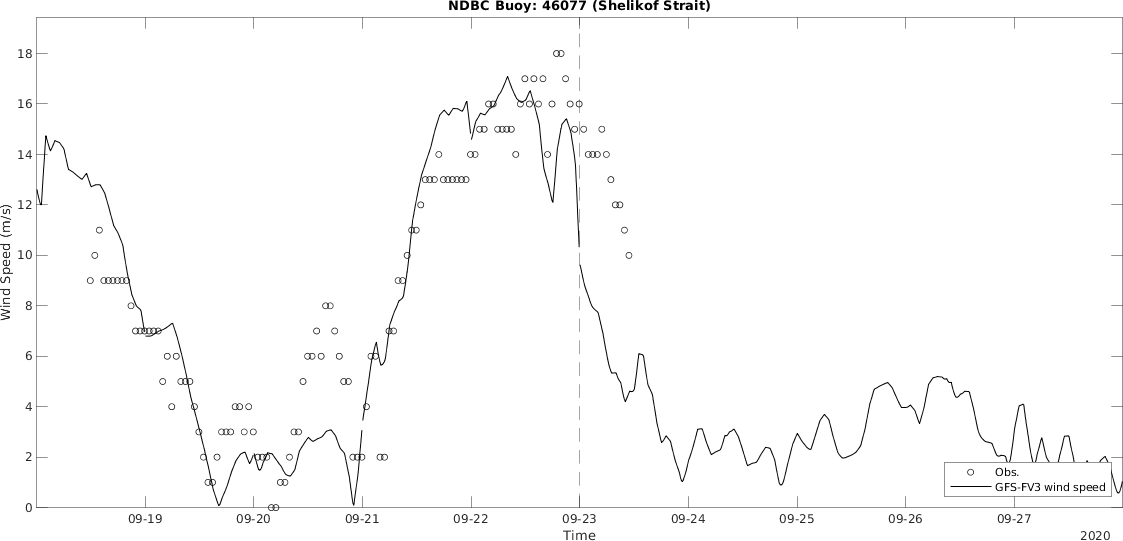 NDBC Buoy: 46077 (Shelikof Strait)
Wind Speed (m/s)
18
16
14
12
10
8
6
4
2
0
09-19 09-20 09-21 09-22 09-23 09-24 09-25 09-26 09-27
Time
2020
Obs.
GFS-FV3 wind speed